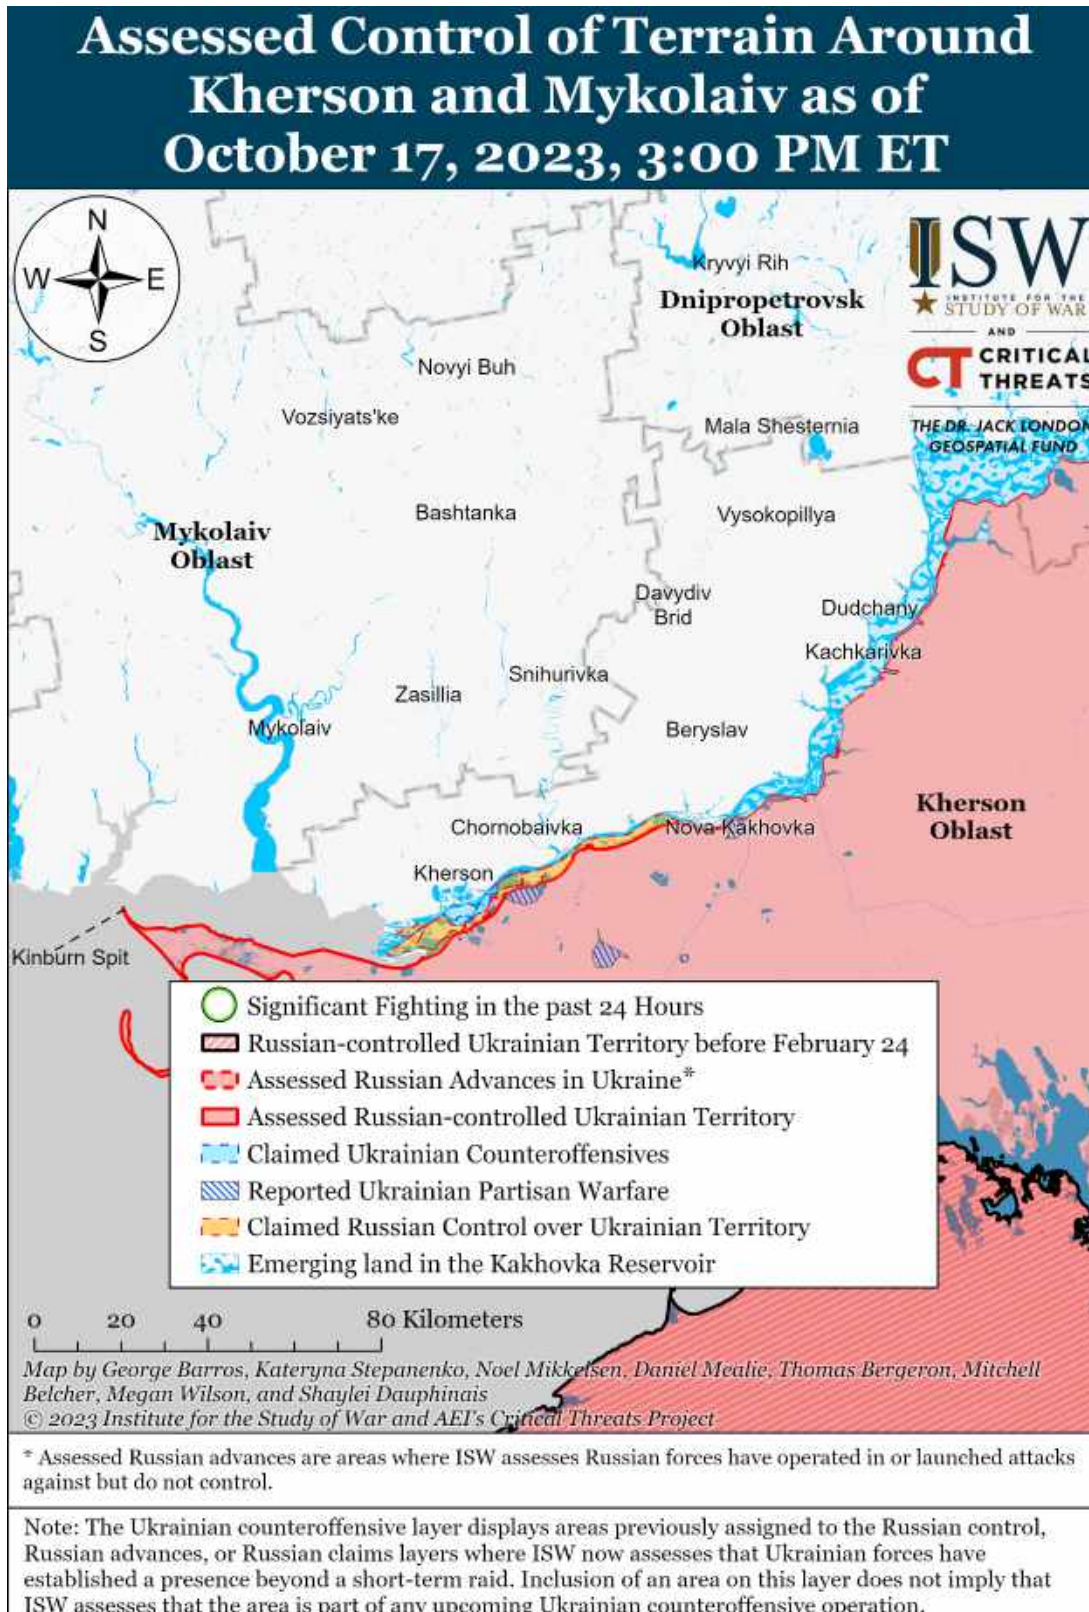 Assessed Control of Terrain Around
Kherson and Mykolaiv as of
October 17, 2023, 3:00 PM ET
N
W
E
S
ISW
INSTITUTE FOR THE
STUDY OF WAR
AND
CT CRITICAL
THREATS
THE DR. JACK LONDON
GEOSPATIAL FUND
Kryvyi Rih
Dnipropetrovsk
Oblast
Novyi Buh
Vozsiyats'ke
Mala Shesternia
Bashtanka
Vysokopillya
Mykolaiv
Oblast
Davydiv
Brid
Dudchany
Kachkarivka
Snihurivka
Zasillia
Mykolaiv
Beryslav
Kherson
Oblast
Chornobaivka
Nova Kakhovka
Kherson
Kinburn Spit
Significant Fighting in the past 24 Hours
Russian-controlled Ukrainian Territory before February 24
Assessed Russian Advances in Ukraine*
Assessed Russian-controlled Ukrainian Territory
Claimed Ukrainian Counteroffensives
Reported Ukrainian Partisan Warfare
Claimed Russian Control over Ukrainian Territory
Emerging land in the Kakhovka Reservoir
0 20 40 80 Kilometers
Map by George Barros, Kateryna Stepanenko, Noel Mikkelsen, Daniel Mealie, Thomas Bergeron, Mitchell
Belcher, Megan Wilson, and Shaylei Dauphinais
© 2023 Institute for the Study of War and AEI's Critical Threats Project
* Assessed Russian advances are areas where ISW assesses Russian forces have operated in or launched attacks
against but do not control.
Note: The Ukrainian counteroffensive layer displays areas previously assigned to the Russian control,
Russian advances, or Russian claims layers where ISW now assesses that Ukrainian forces have
established a presence beyond a short-term raid. Inclusion of an area on this layer does not imply that
ISW assesses that the area is part of any upcoming Ukrainian counteroffensive operation.